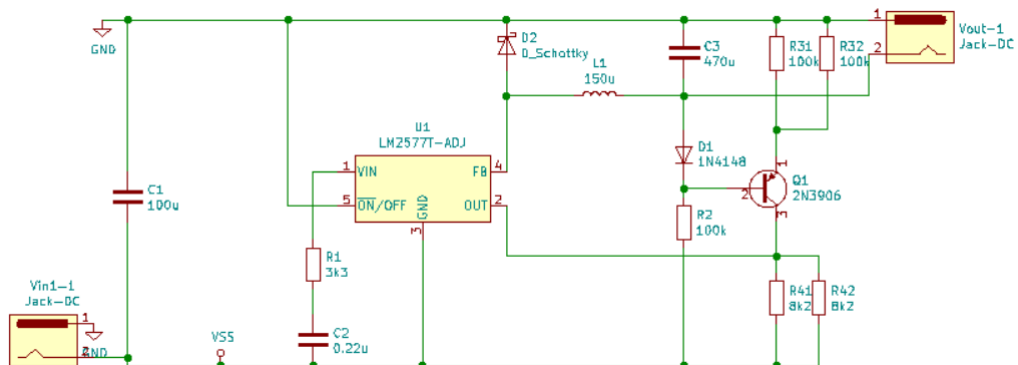 GND
D2
D_Schottky
C3
470u
R31
100k
R32
100k
1
2
Vout-1
Jack-DC
L1
150u
U1
LM2577T-ADJ
1
VIN
FB
4
5
ON/OFF
GND
OUT
2
3
C1
100u
D1
1N4148
1
Q1
2N3906
2
3
R2
100k
R1
3k3
R41
8k2
R42
8k2
Vin1-1
Jack-DC
1
GND
2
VSS
C2
0.22u